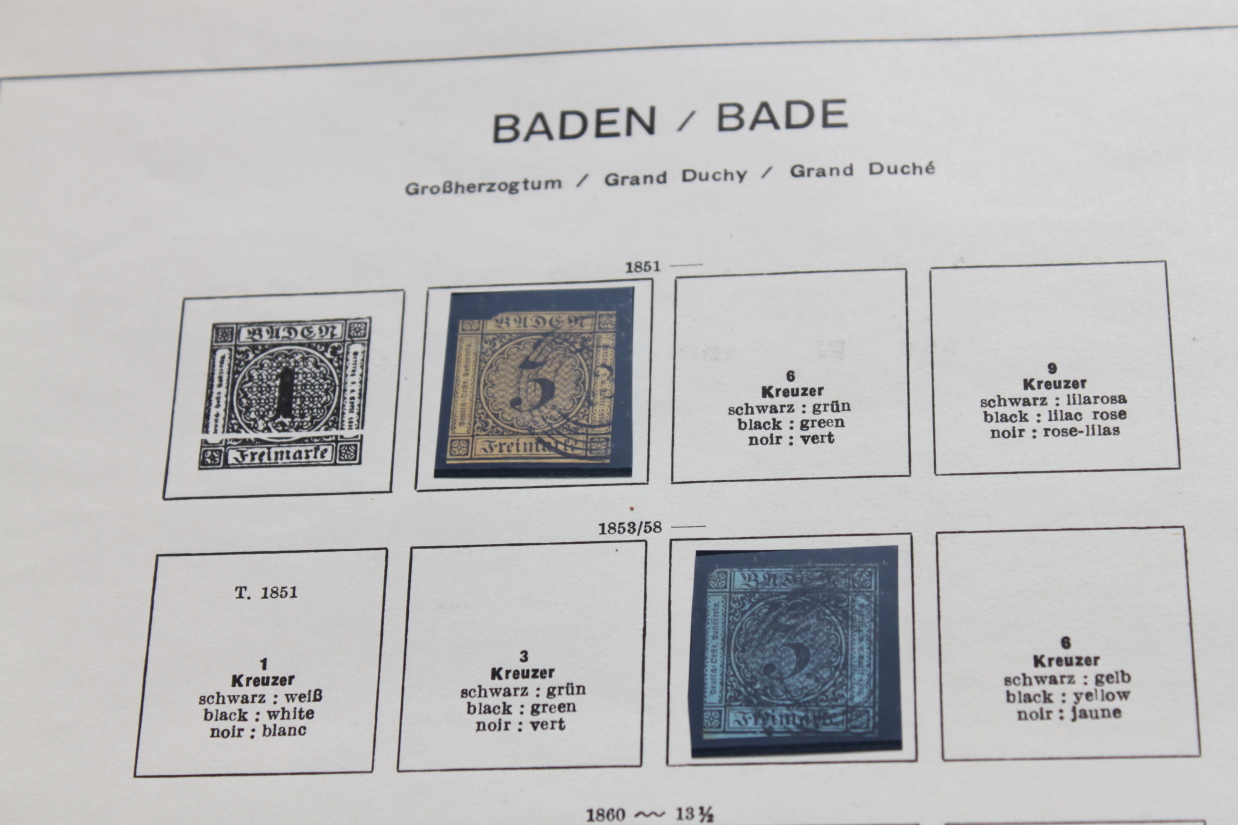 BADEN / BADE
Großherzogtum / Grand Duchy / Grand Duché
1851
BADEN
1
Freimarke
BADEN
3
Freimarke
6
Kreuzer
schwarz : grün
black : green
noir : vert
9
Kreuzer
schwarz : lilarosa
black : lilac rose
noir : rose-lilas
1853/58
T. 1851
1
Kreuzer
schwarz : weiß
black : white
noir : blanc
3
Kreuzer
schwarz : grün
black : green
noir : vert
BADEN
3
Freimarke
6
Kreuzer
schwarz : gelb
black : yellow
noir : jaune
1860 ~~ 13½